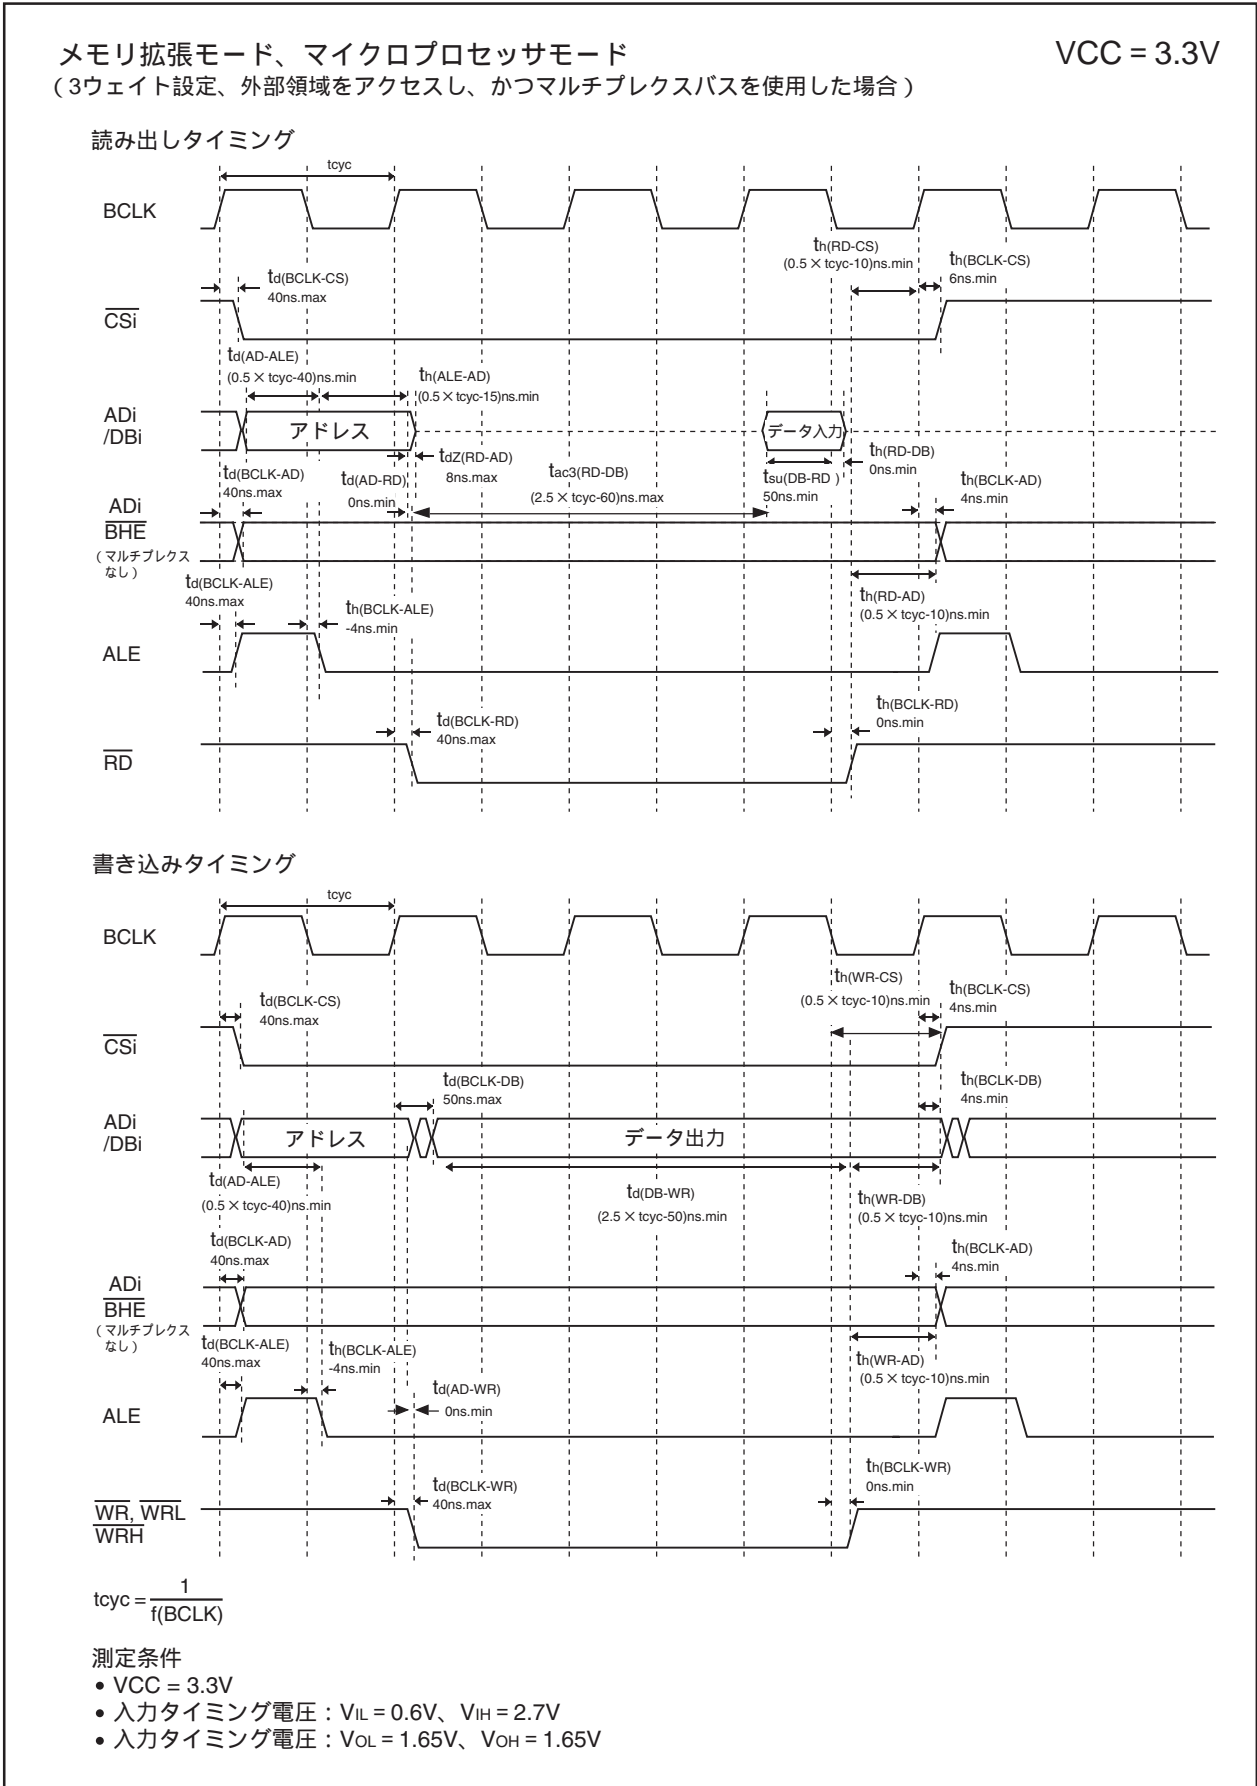 メモリ拡張モード、マイクロプロセッサモード
VCC = 3.3V
(3ウェイト設定、外部領域をアクセスし、かつマルチプレクスバスを使用した場合)
読み出しタイミング
tcyc
BCLK
th(RD-CS)
(0.5 × tcyc-10)ns.min
th(BCLK-CS)
6ns.min
td(BCLK-CS)
40ns.max
CSi
td(AD-ALE)
(0.5 × tcyc-40)ns.min
th(ALE-AD)
(0.5 × tcyc-15)ns.min
ADi
/DBi
アドレス
データ入力
td(BCLK-AD)
40ns.max
td(AD-RD)
0ns.min
tdZ(RD-AD)
8ns.max
tac3(RD-DB)
(2.5 × tcyc-60)ns.max
tsu(DB-RD )
50ns.min
th(RD-DB)
0ns.min
th(BCLK-AD)
4ns.min
ADi
BHE
(マルチプレクス
なし)
td(BCLK-ALE)
40ns.max
th(BCLK-ALE)
-4ns.min
th(RD-AD)
(0.5 × tcyc-10)ns.min
ALE
td(BCLK-RD)
40ns.max
th(BCLK-RD)
0ns.min
RD
書き込みタイミング
tcyc
BCLK
th(WR-CS)
(0.5 × tcyc-10)ns.min
th(BCLK-CS)
4ns.min
td(BCLK-CS)
40ns.max
CSi
td(BCLK-DB)
50ns.max
th(BCLK-DB)
4ns.min
ADi
/DBi
アドレス
データ出力
td(AD-ALE)
(0.5 × tcyc-40)ns.min
td(DB-WR)
(2.5 × tcyc-50)ns.min
th(WR-DB)
(0.5 × tcyc-10)ns.min
td(BCLK-AD)
40ns.max
th(BCLK-AD)
4ns.min
ADi
BHE
(マルチプレクス
なし)
td(BCLK-ALE)
40ns.max
th(BCLK-ALE)
-4ns.min
th(WR-AD)
(0.5 × tcyc-10)ns.min
td(AD-WR)
0ns.min
ALE
td(BCLK-WR)
40ns.max
th(BCLK-WR)
0ns.min
WR, WRL
WRH
tcyc = 1
f(BCLK)
測定条件
• VCC = 3.3V
• 入力タイミング電圧:VIL = 0.6V、VIH = 2.7V
• 入力タイミング電圧:VOL = 1.65V、VOH = 1.65V